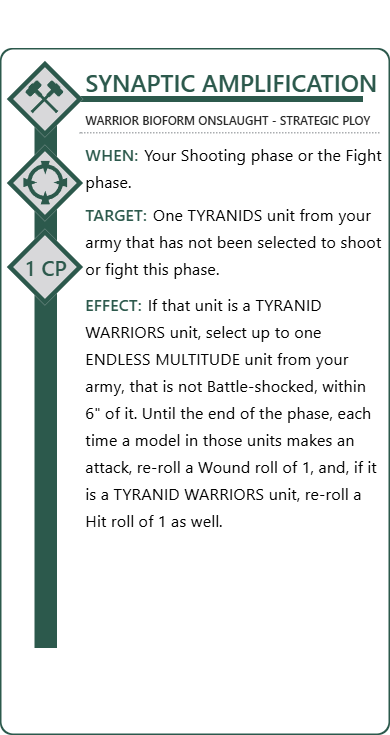 SYNAPTIC AMPLIFICATION
WARRIOR BIOFORM ONSLAUGHT - STRATEGIC PLOY
WHEN: Your Shooting phase or the Fight
phase.
TARGET: One TYRANIDS unit from your
army that has not been selected to shoot
or fight this phase.
1 CP
EFFECT: If that unit is a TYRANID
WARRIORS unit, select up to one
ENDLESS MULTITUDE unit from your
army, that is not Battle-shocked, within
6" of it. Until the end of the phase, each
time a model in those units makes an
attack, re-roll a Wound roll of 1, and, if it
is a TYRANID WARRIORS unit, re-roll a
Hit roll of 1 as well.